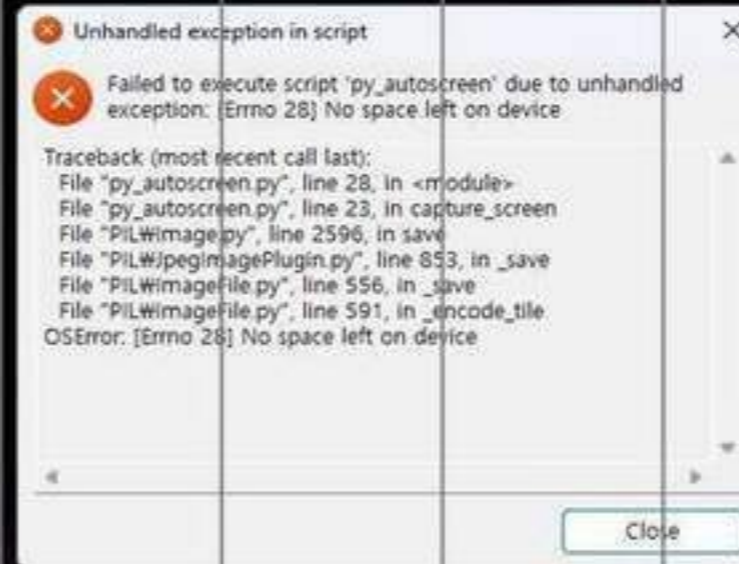 Unhandled exception in script
Failed to execute script 'py_autoscreen' due to unhandled
exception: [Errno 28] No space left on device
Traceback (most recent call last):
File "py_autoscreen.py", line 28, in <module>
File "py_autoscreen.py", line 23, in capture_screen
File "PIL₩Image.py", line 2596, in save
File "PIL₩JpegImagePlugin.py", line 853, in _save
File "PIL₩ImageFile.py", line 556, in _save
File "PIL₩ImageFile.py", line 591, in _encode_tile
OSError: [Errno 28] No space left on device
Close